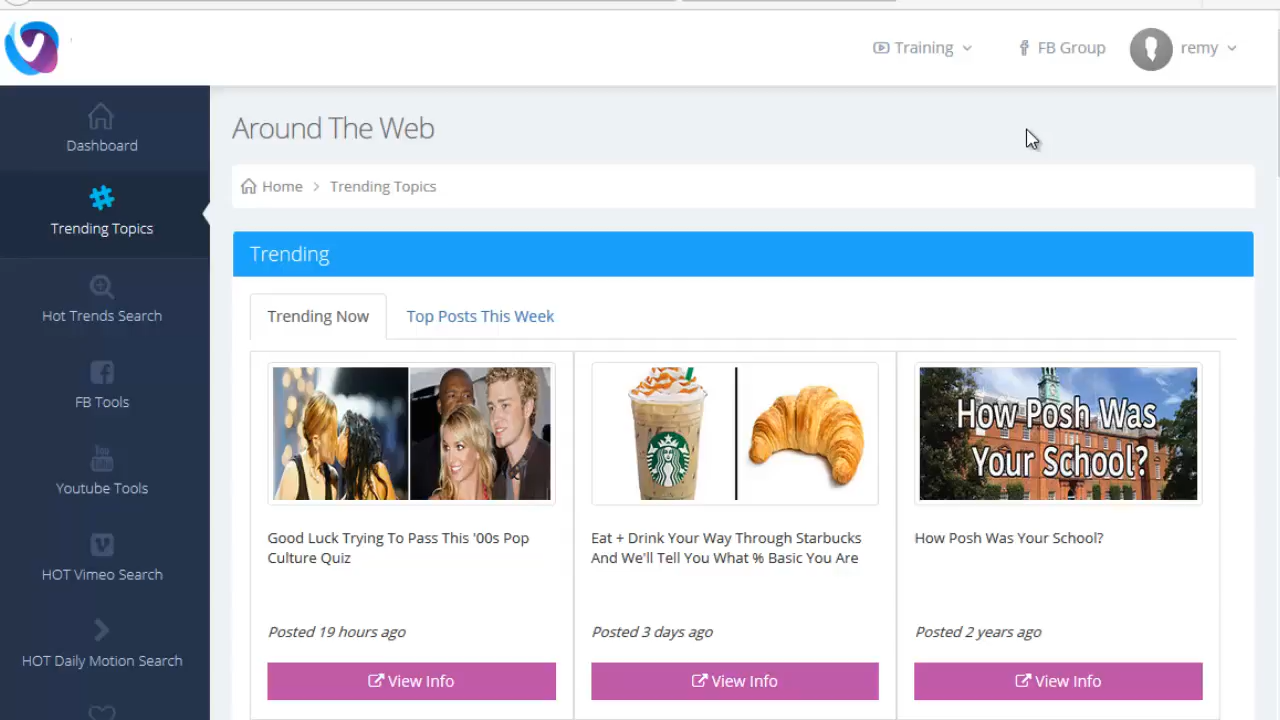 Training
FB Group
remy
Dashboard
Trending Topics
Hot Trends Search
FB Tools
You
Tube
Youtube Tools
HOT Vimeo Search
HOT Daily Motion Search
Around The Web
Home > Trending Topics
Trending
Trending Now
Top Posts This Week
How Posh Was
Your School?
Good Luck Trying To Pass This '00s Pop
Culture Quiz
Posted 19 hours ago
View Info
Eat + Drink Your Way Through Starbucks
And We'll Tell You What % Basic You Are
Posted 3 days ago
View Info
How Posh Was Your School?
Posted 2 years ago
View Info